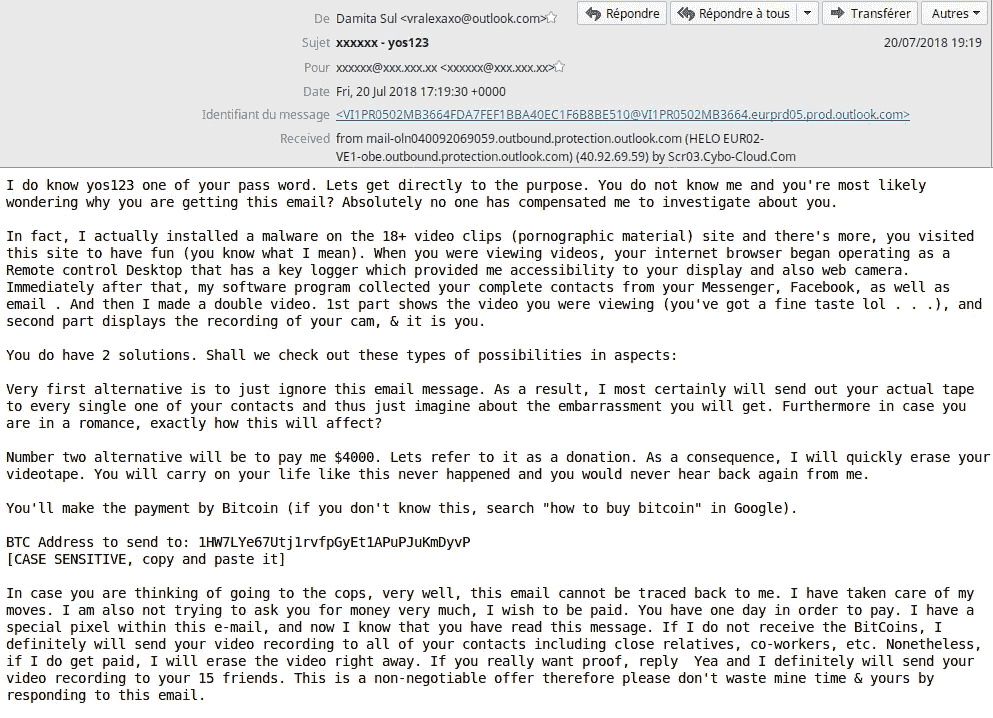 De Damita Sul <vralexaxo@outlook.com>
Répondre Répondre à tous Transférer Autres
Sujet xxxxxx - yos123 20/07/2018 19:19
Pour xxxxxx@xxx.xxx.xx <xxxxxx@xxx.xxx.xx>
Date Fri, 20 Jul 2018 17:19:30 +0000
Identifiant du message <VI1PR0502MB3664FDA7FEF1BBA40EC1F6B8BE510@VI1PR0502MB3664.eurprd05.prod.outlook.com>
Received from mail-oln040092069059.outbound.protection.outlook.com (HELO EUR02-
VE1-obe.outbound.protection.outlook.com) (40.92.69.59) by Scr03.Cybo-Cloud.Com
I do know yos123 one of your pass word. Lets get directly to the purpose. You do not know me and you're most likely
wondering why you are getting this email? Absolutely no one has compensated me to investigate about you.
In fact, I actually installed a malware on the 18+ video clips (pornographic material) site and there's more, you visited
this site to have fun (you know what I mean). When you were viewing videos, your internet browser began operating as a
Remote control Desktop that has a key logger which provided me accessibility to your display and also web camera.
Immediately after that, my software program collected your complete contacts from your Messenger, Facebook, as well as
email . And then I made a double video. 1st part shows the video you were viewing (you've got a fine taste lol . . .), and
second part displays the recording of your cam, & it is you.
You do have 2 solutions. Shall we check out these types of possibilities in aspects:
Very first alternative is to just ignore this email message. As a result, I most certainly will send out your actual tape
to every single one of your contacts and thus just imagine about the embarrassment you will get. Furthermore in case you
are in a romance, exactly how this will affect?
Number two alternative will be to pay me $4000. Lets refer to it as a donation. As a consequence, I will quickly erase your
videotape. You will carry on your life like this never happened and you would never hear back again from me.
You'll make the payment by Bitcoin (if you don't know this, search "how to buy bitcoin" in Google).
BTC Address to send to: 1HW7LYe67Utj1rvfpGyEt1APuPJuKmDyvP
[CASE SENSITIVE, copy and paste it]
In case you are thinking of going to the cops, very well, this email cannot be traced back to me. I have taken care of my
moves. I am also not trying to ask you for money very much, I wish to be paid. You have one day in order to pay. I have a
special pixel within this e-mail, and now I know that you have read this message. If I do not receive the BitCoins, I
definitely will send your video recording to all of your contacts including close relatives, co-workers, etc. Nonetheless,
if I do get paid, I will erase the video right away. If you really want proof, reply  Yea and I definitely will send your
video recording to your 15 friends. This is a non-negotiable offer therefore please don't waste mine time & yours by
responding to this email.